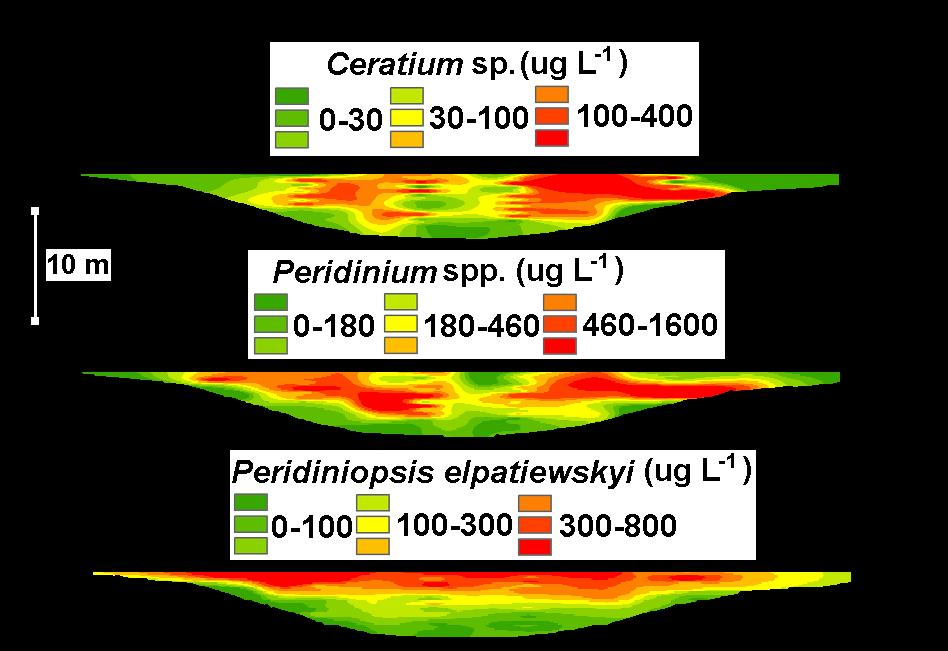 Ceratium sp. (ug L-1)
0-30 30-100 100-400
10 m
Peridinium spp. (ug L-1)
0-180 180-460 460-1600
Peridiniopsis elpatiewskyi (ug L-1)
0-100 100-300 300-800